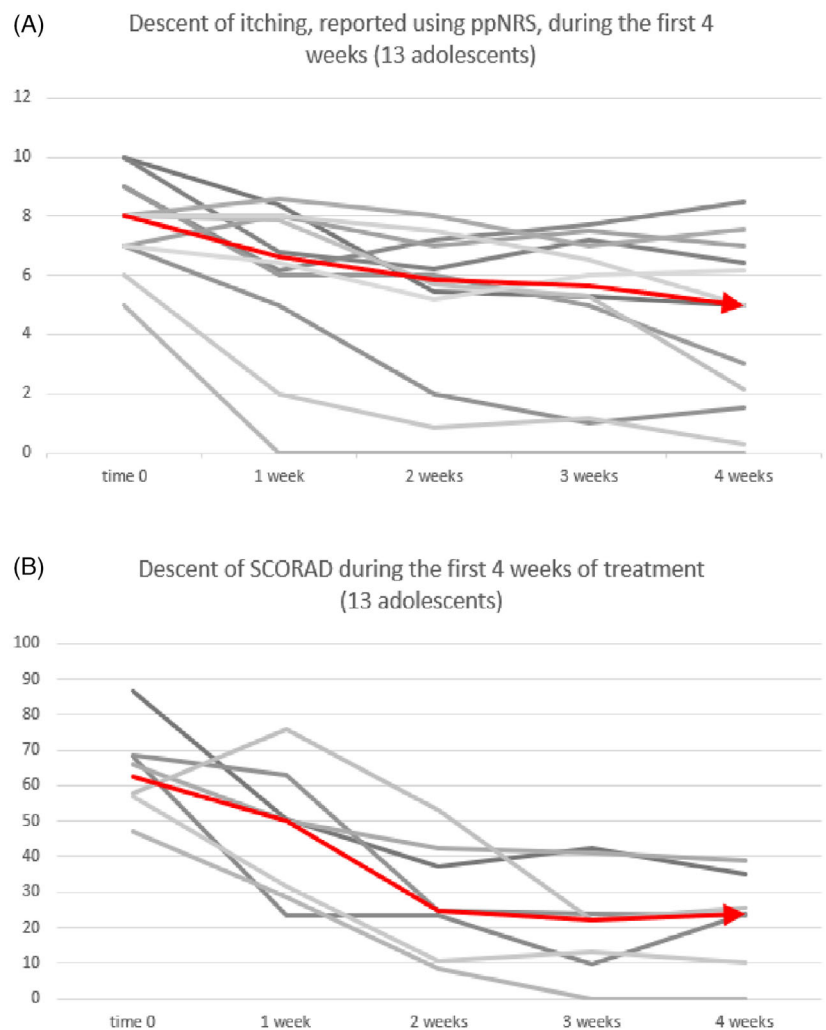 (A)
Descent of itching, reported using ppNRS, during the first 4
weeks (13 adolescents)
12
10
8
6
4
2
0
time 0 1 week 2 weeks 3 weeks 4 weeks
(B)
Descent of SCORAD during the first 4 weeks of treatment
(13 adolescents)
100
90
80
70
60
50
40
30
20
10
0
time 0 1 week 2 weeks 3 weeks 4 weeks